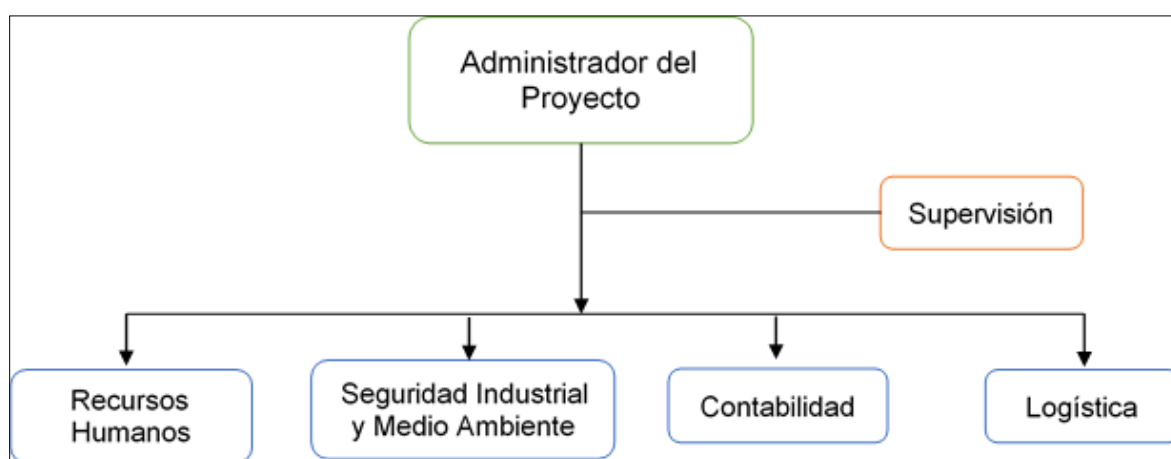 Administrador del
Proyecto
Supervisión
Recursos
Humanos
Seguridad Industrial
y Medio Ambiente
Contabilidad
Logística